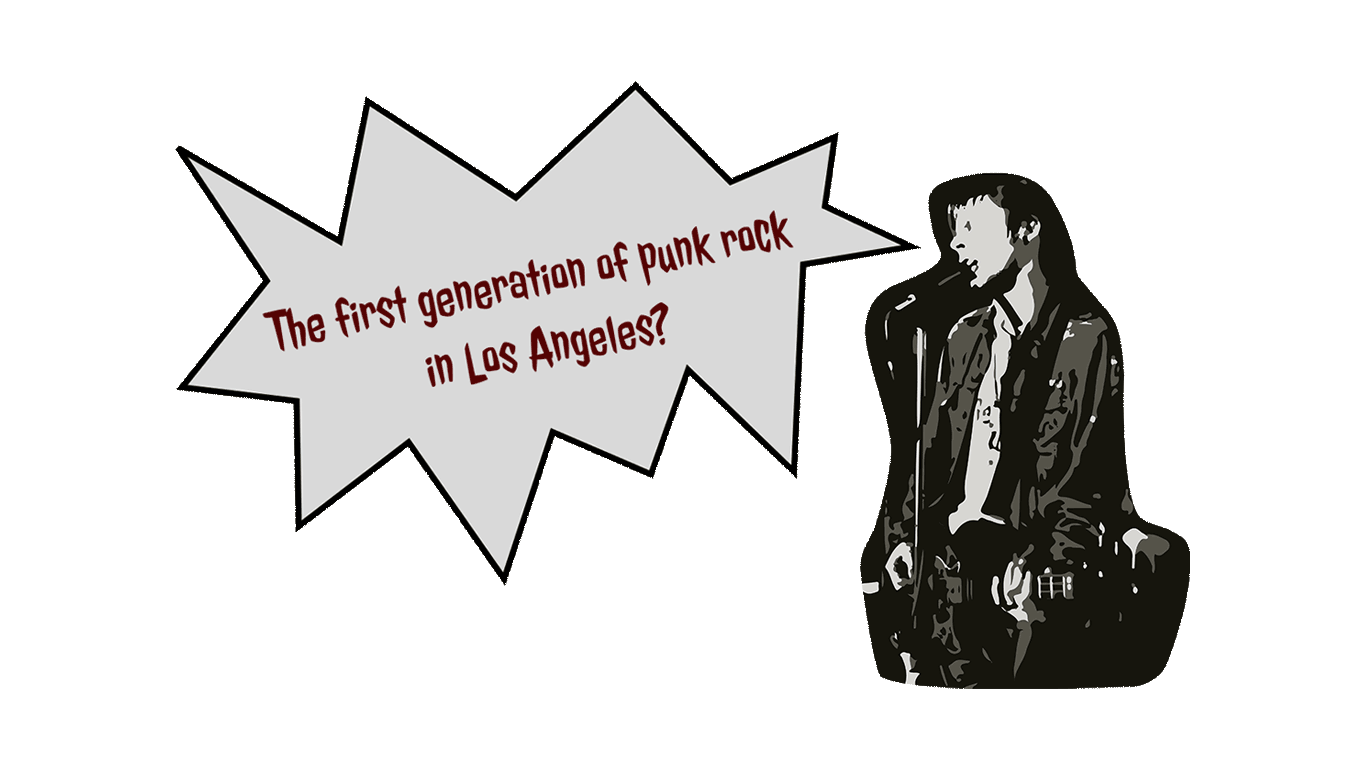 The first generation of punk rock
in Los Angeles?